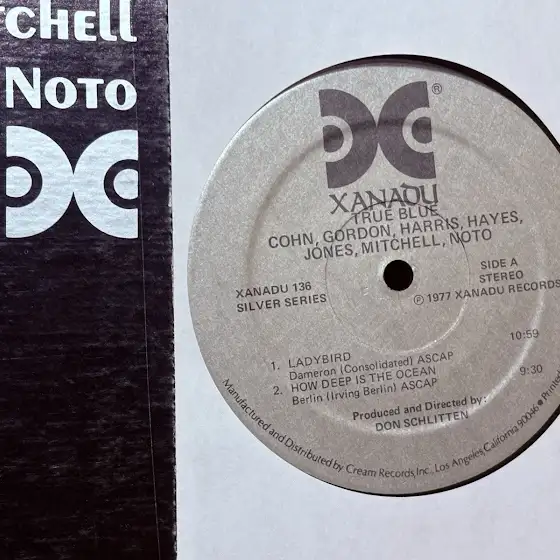 TCHELL
NOTO
®
XANADU
TRUE BLUE
COHN, GORDON, HARRIS, HAYES,
JONES, MITCHELL, NOTO
XANADU 136
SILVER SERIES
SIDE A
STEREO
℗ 1977 XANADU RECORDS
1. LADYBIRD 10:59
Dameron (Consolidated) ASCAP
2. HOW DEEP IS THE OCEAN 9:30
Berlin (Irving Berlin) ASCAP
Produced and Directed by:
DON SCHLITTEN
Manufactured and Distributed by Cream Records, Inc., Los Angeles, California 90046 ●